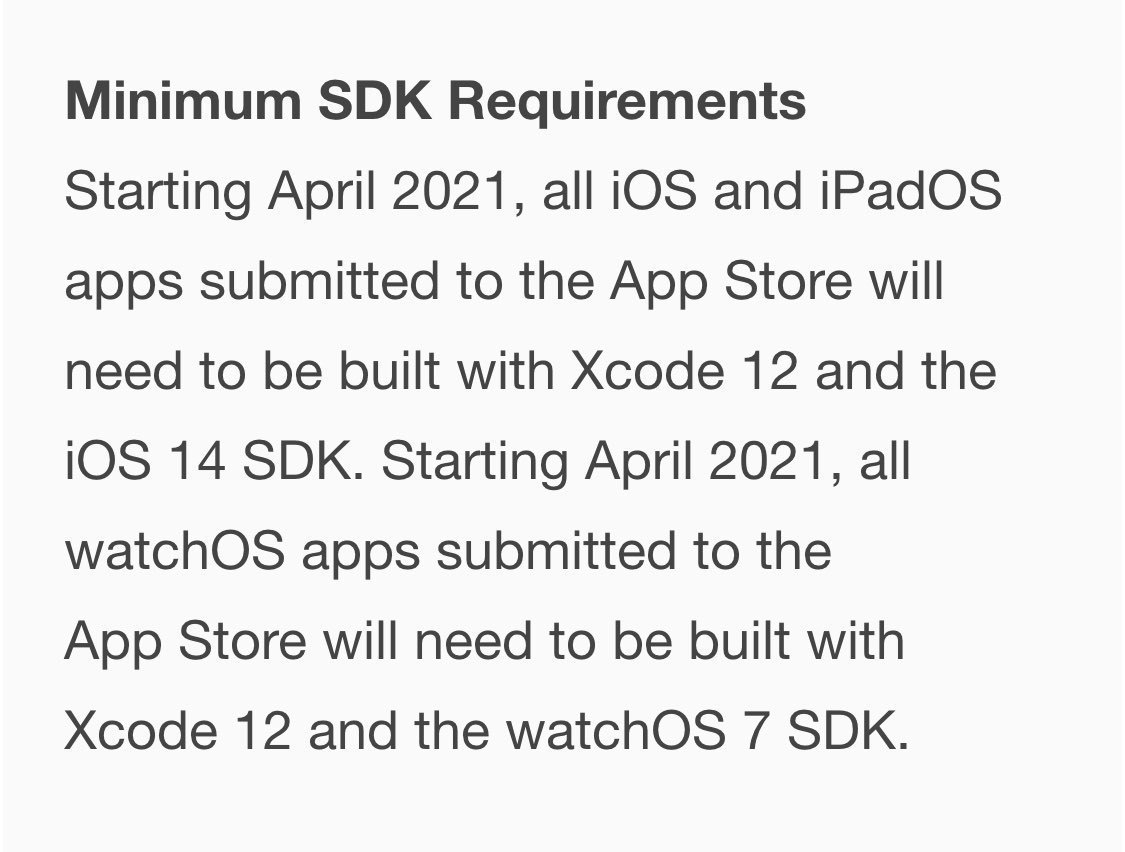 Minimum SDK Requirements
Starting April 2021, all iOS and iPadOS
apps submitted to the App Store will
need to be built with Xcode 12 and the
iOS 14 SDK. Starting April 2021, all
watchOS apps submitted to the
App Store will need to be built with
Xcode 12 and the watchOS 7 SDK.